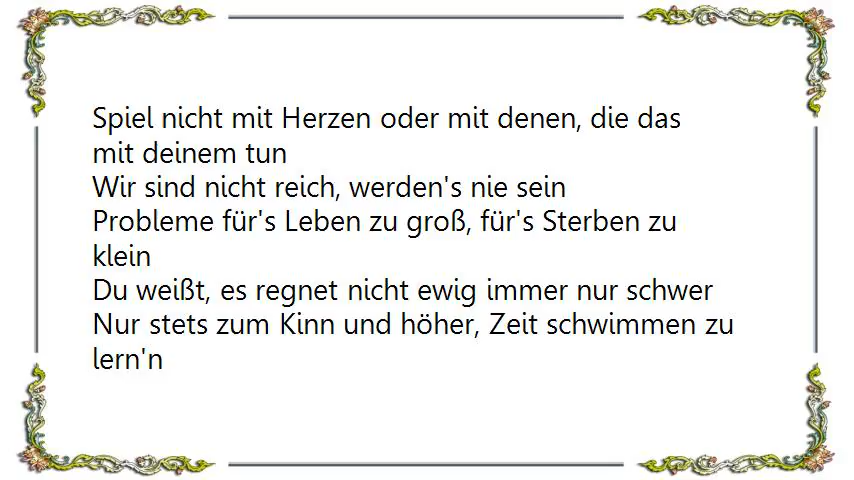 Spiel nicht mit Herzen oder mit denen, die das
mit deinem tun
Wir sind nicht reich, werden's nie sein
Probleme für's Leben zu groß, für's Sterben zu
klein
Du weißt, es regnet nicht ewig immer nur schwer
Nur stets zum Kinn und höher, Zeit schwimmen zu
lern'n